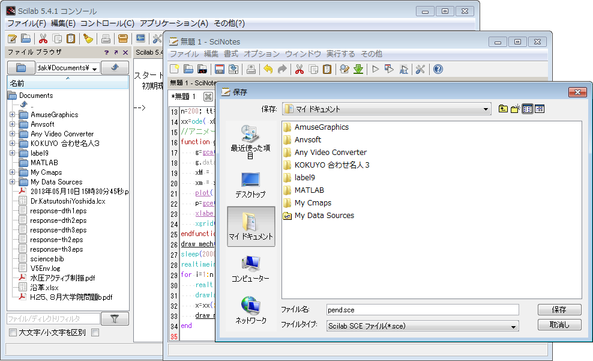 Scilab 5.4.1 コンソール
ファイル(F) 編集(E) コントロール(C) アプリケーション(A) その他(?)
ファイル ブラウザ
Scilab 5.4
名前
Documents
AmuseGraphics
Anvsoft
Any Video Converter
KOKUYO 合わせ名人3
label9
MATLAB
My Cmaps
My Data Sources
2013年05月10日15時30分45秒.p
Dr.KatsutoshiYoshida.lcx
response-dth1.eps
response-dth2.eps
response-th1.eps
response-th2.eps
response-th3.eps
science.bib
V5Env.log
水圧アクティブ制振.pdf
沿革.xlsx
H25,８月大学院問題b.pdf
ファイル/ディレクトリフィルタ
大文字/小文字を区別
スタート
初期環
-->
無題 1 - SciNotes
ファイル 編集 書式 オプション ウィンドウ 実行する その他
無題 1 - SciNotes
*無題 1
13 n=200; tt=
14 xx=ode( x
15 //アニメー
16 function
17 g=gca
18 g.da
19 xM =
20 xm =
21 plot(
22 p=gce
23 xlabe
24 xgrid
25 endfunction
26 draw_mech
27 sleep(200
28 realtimei
29 for i=1:n
30 realt
31 drawl
32 x=xx(
33 draw_m
34 end
35
保存
保存: マイ ドキュメント
最近使った項目
デスクトップ
マイ ドキュメント
コンピューター
ネットワーク
AmuseGraphics
Anvsoft
Any Video Converter
KOKUYO 合わせ名人3
label9
MATLAB
My Cmaps
My Data Sources
ファイル名: pend.sce 保存
ファイルタイプ: Scilab SCE ファイル(*.sce) 取消し